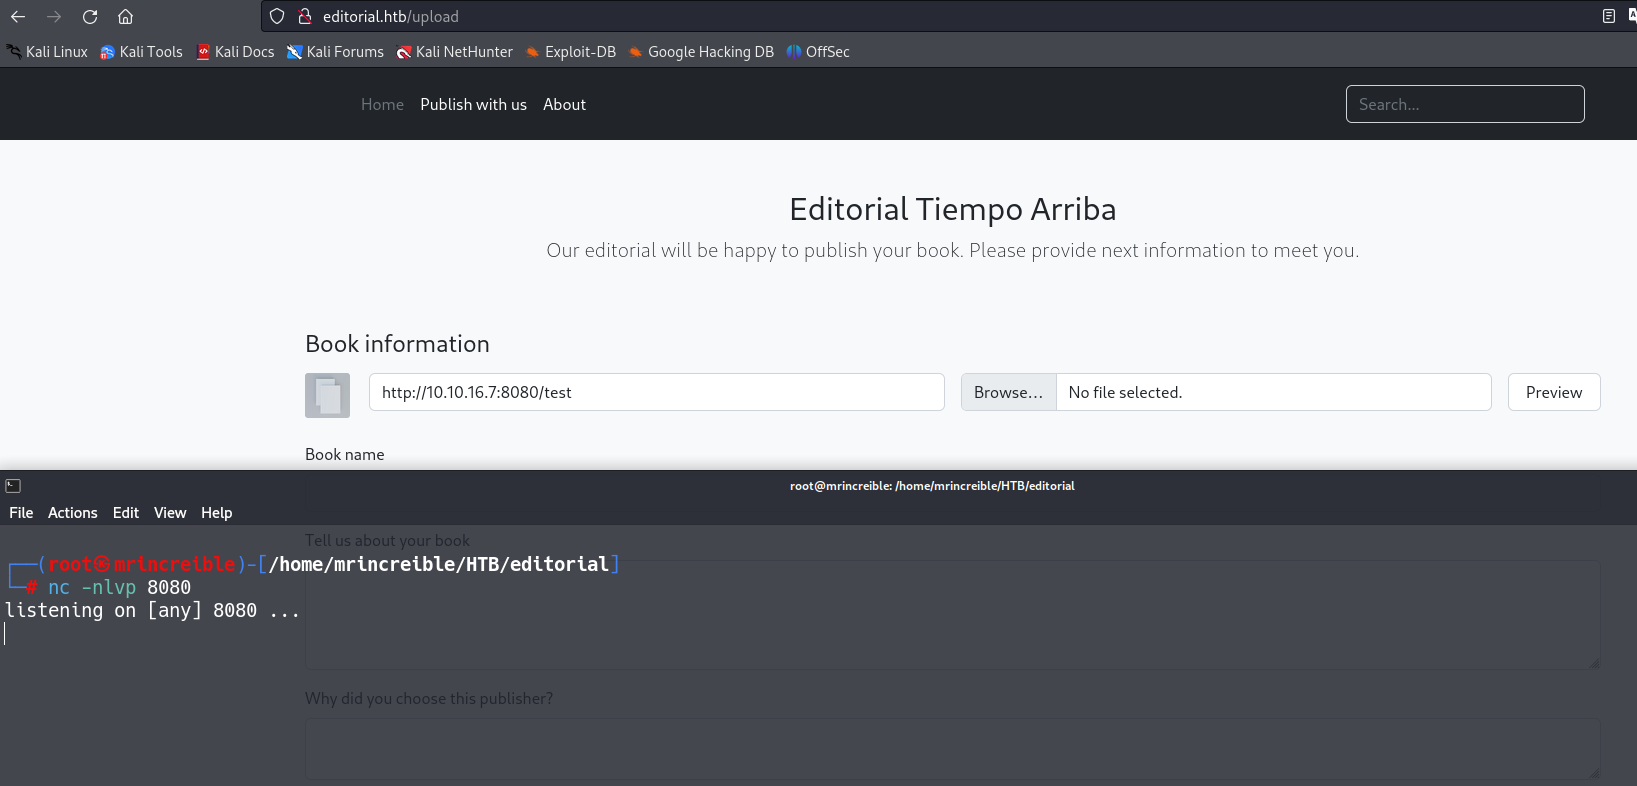 editorial.htb/upload
Kali Linux Kali Tools Kali Docs Kali Forums Kali NetHunter Exploit-DB Google Hacking DB OffSec
Home Publish with us About Search...
Editorial Tiempo Arriba
Our editorial will be happy to publish your book. Please provide next information to meet you.
Book information
http://10.10.16.7:8080/test Browse... No file selected. Preview
Book name
root@mrincreible: /home/mrincreible/HTB/editorial
File Actions Edit View Help
Tell us about your book
┌──(root㉿mrincreible)-[/home/mrincreible/HTB/editorial]
└─# nc -nlvp 8080
listening on [any] 8080 ...
Why did you choose this publisher?